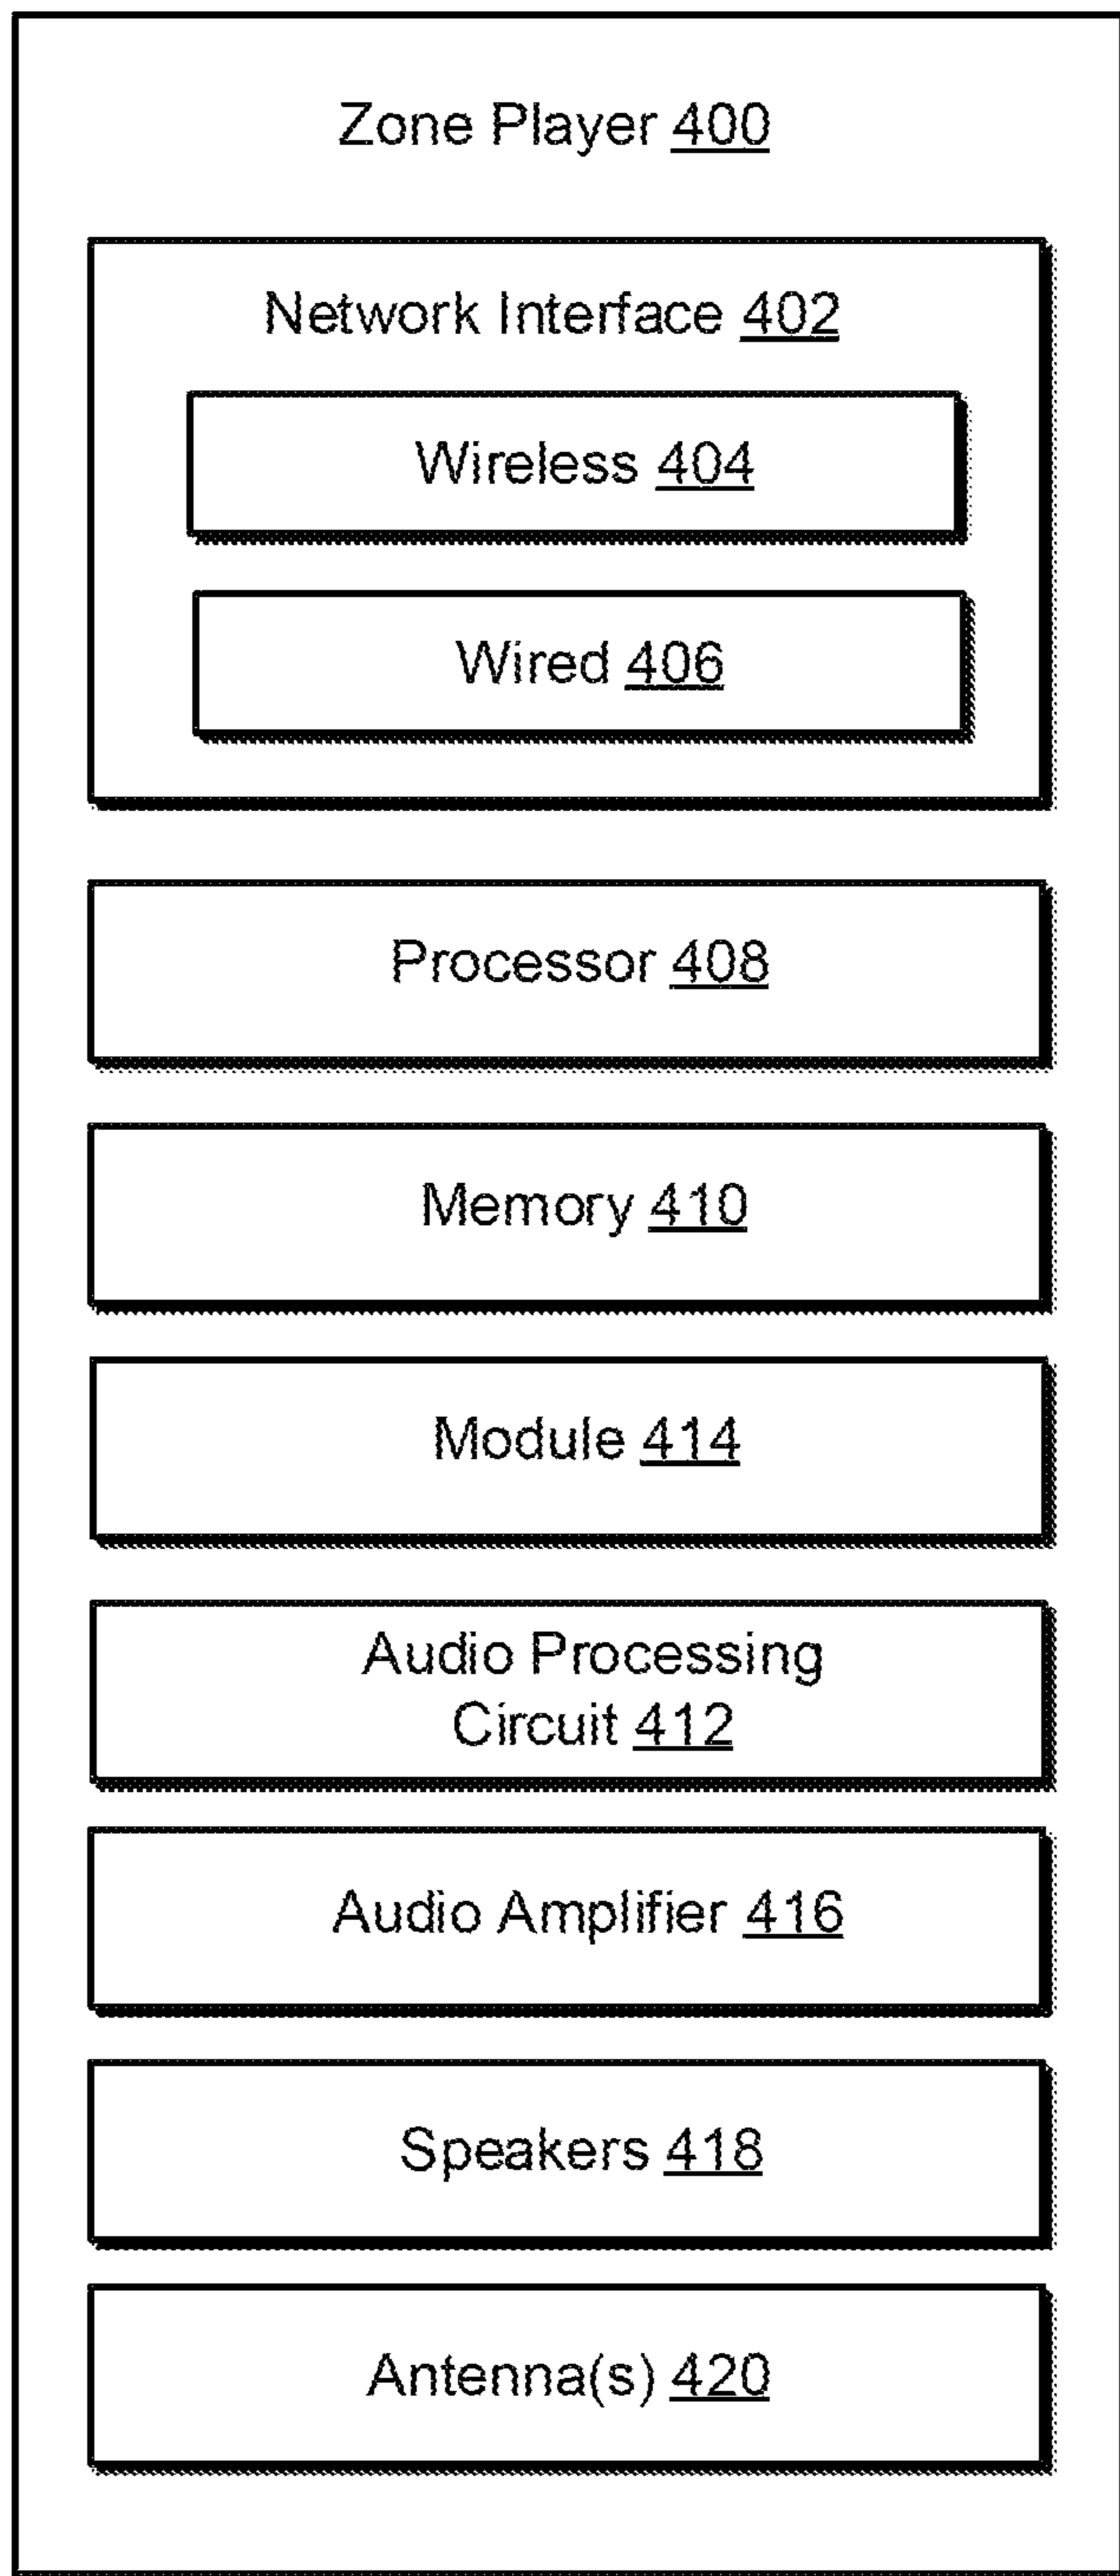 Zone Player 400
Network Interface 402
Wireless 404
Wired 406
Processor 408
Memory 410
Module 414
Audio Processing
Circuit 412
Audio Amplifier 416
Speakers 418
Antenna(s) 420